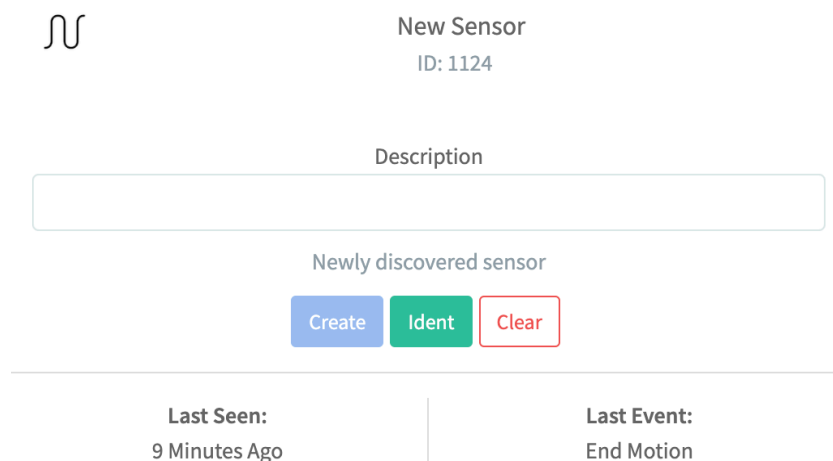 New Sensor
ID: 1124
Description
Newly discovered sensor
Create Ident Clear
Last Seen: Last Event:
9 Minutes Ago End Motion